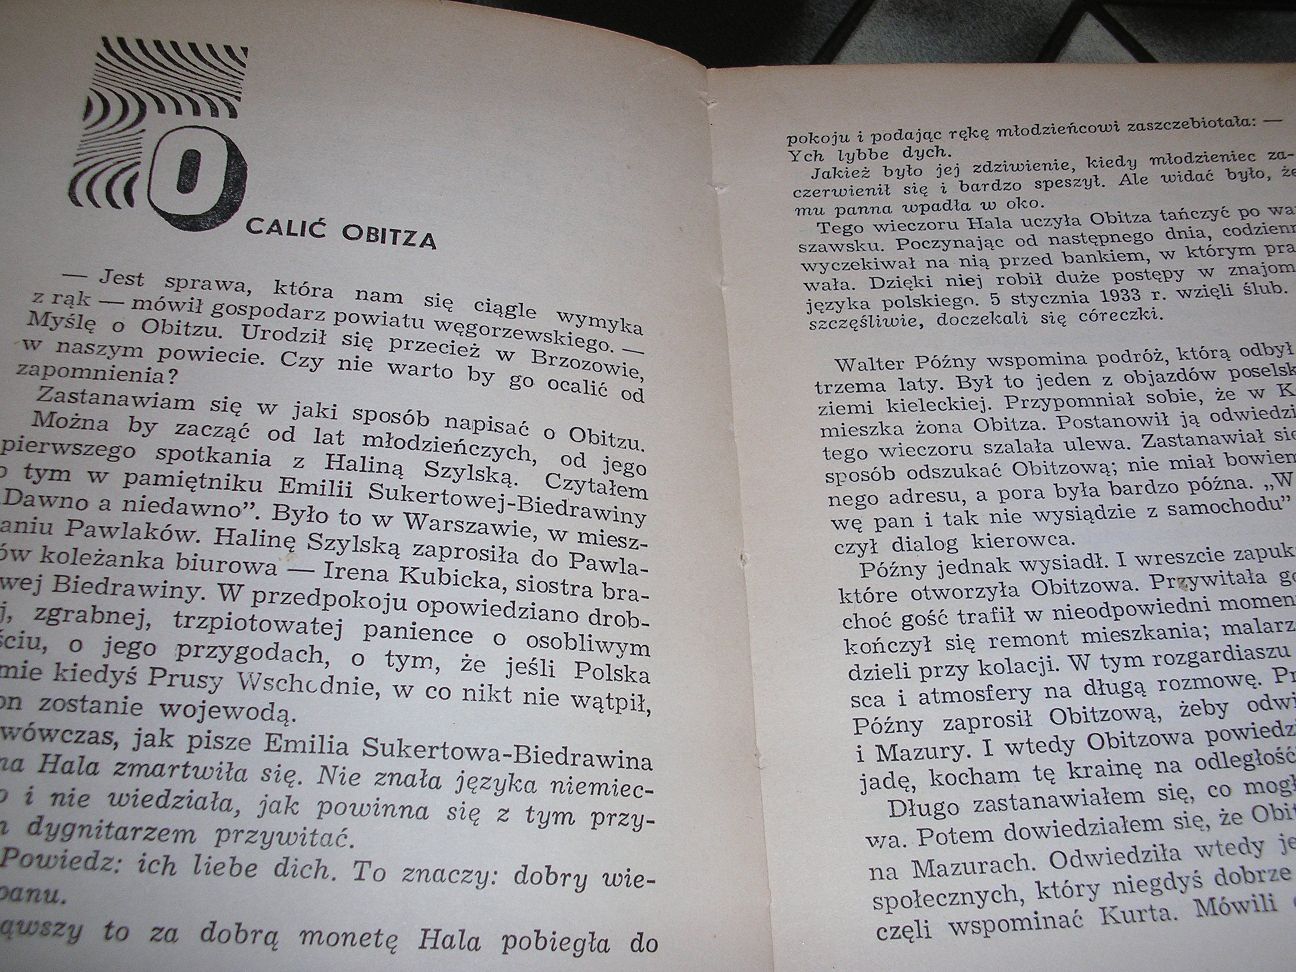 OCALIĆ OBITZA
— Jest sprawa, która nam się ciągle wymyka
z rąk — mówił gospodarz powiatu węgorzewskiego. —
Myślę o Obitzu. Urodził się przecież w Brzozowie,
w naszym powiecie. Czy nie warto by go ocalić od
zapomnienia?
Zastanawiam się w jaki sposób napisać o Obitzu.
Można by zacząć od lat młodzieńczych, od jego
pierwszego spotkania z Haliną Szylską. Czytałem
o tym w pamiętniku Emilii Sukertowej-Biedrawiny
„Dawno a niedawno”. Było to w Warszawie, w miesz-
aniu Pawlaków. Halinę Szylską zaprosiła do Pawla-
ów koleżanka biurowa — Irena Kubicka, siostra bra-
wej Biedrawiny. W przedpokoju opowiedziano drob-
j, zgrabnej, trzpiotowatej panience o osobliwym
ściu, o jego przygodach, o tym, że jeśli Polska
mie kiedyś Prusy Wschodnie, w co nikt nie wątpił,
on zostanie wojewodą.
wówczas, jak pisze Emilia Sukertowa-Biedrawina
na Hala zmartwiła się. Nie znała języka niemiec-
o i nie wiedziała, jak powinna się z tym przy-
m dygnitarzem przywitać.
Powiedz: ich liebe dich. To znaczy: dobry wie-
panu.
ąwszy to za dobrą monetę Hala pobiegła do
pokoju i podając rękę młodzieńcowi zaszczebiotała: —
Ych lybbe dych.
Jakież było jej zdziwienie, kiedy młodzieniec za-
czerwienił się i bardzo speszył. Ale widać było, że
mu panna wpadła w oko.
Tego wieczoru Hala uczyła Obitza tańczyć po war
szawsku. Poczynając od następnego dnia, codzienn
wyczekiwał na nią przed bankiem, w którym pra
wała. Dzięki niej robił duże postępy w znajom
języka polskiego. 5 stycznia 1933 r. wzięli ślub.
szczęśliwie, doczekali się córeczki.
Walter Późny wspomina podróż, którą odbył
trzema laty. Był to jeden z objazdów poselsk
ziemi kieleckiej. Przypomniał sobie, że w K
mieszka żona Obitza. Postanowił ją odwiedzi
tego wieczoru szalała ulewa. Zastanawiał się
sposób odszukać Obitzową; nie miał bowiem
nego adresu, a pora była bardzo późna. „W
wę pan i tak nie wysiądzie z samochodu”
czył dialog kierowca.
Późny jednak wysiadł. I wreszcie zapuk
które otworzyła Obitzowa. Przywitała go
choć gość trafił w nieodpowiedni momen
kończył się remont mieszkania; malarz
dzieli przy kolacji. W tym rozgardiaszu
sca i atmosfery na długą rozmowę. Pr
Późny zaprosił Obitzową, żeby odwi
i Mazury. I wtedy Obitzowa powiedz
jadę, kocham tę krainę na odległość
Długo zastanawiałem się, co mogł
wa. Potem dowiedziałem się, że Obit
na Mazurach. Odwiedziła wtedy je
społecznych, który niegdyś dobrze
częli wspominać Kurta. Mówili